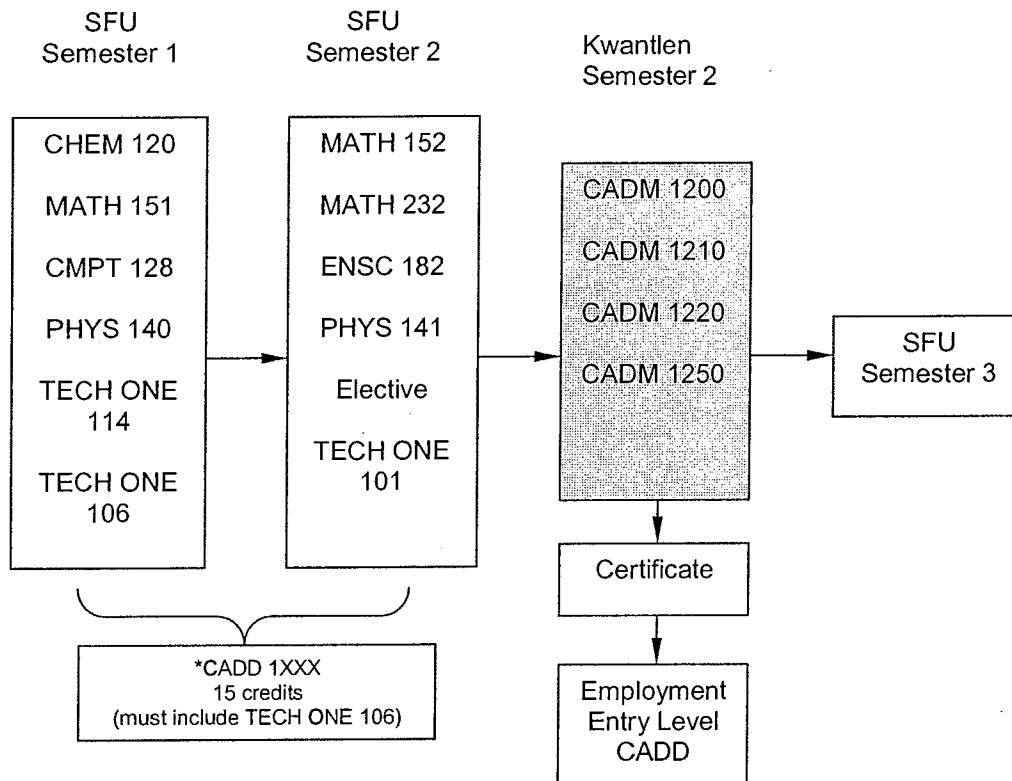 SFU
Semester 1
SFU
Semester 2
Kwantlen
Semester 2
CHEM 120
MATH 151
CMPT 128
PHYS 140
TECH ONE
114
TECH ONE
106
MATH 152
MATH 232
ENSC 182
PHYS 141
Elective
TECH ONE
101
CADM 1200
CADM 1210
CADM 1220
CADM 1250
SFU
Semester 3
Certificate
Employment
Entry Level
CADD
*CADD 1XXX
15 credits
(must include TECH ONE 106)